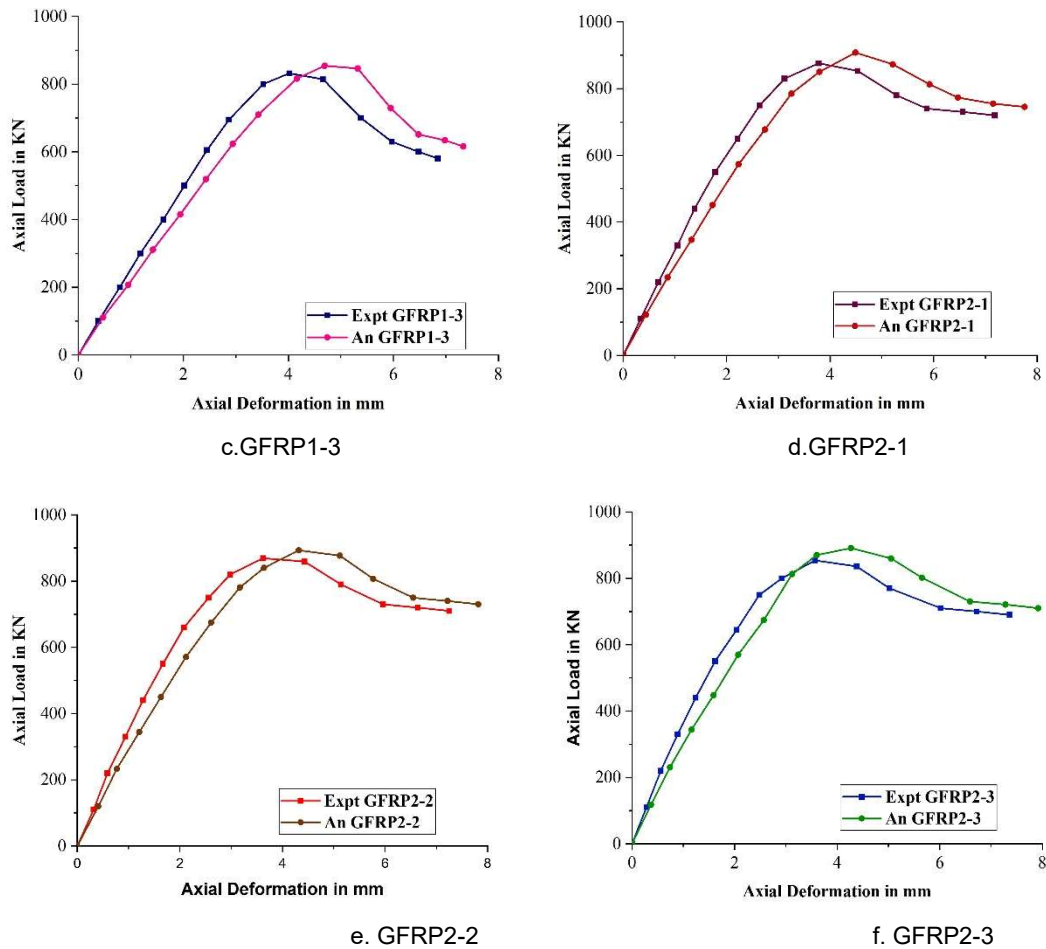 1000
800
600
400
200
0
Axial Load in KN
Expt GFRP1-3
An GFRP1-3
0 2 4 6 8
Axial Deformation in mm
c.GFRP1-3
1000
800
600
400
200
0
Axial Load in KN
Expt GFRP2-1
An GFRP2-1
0 2 4 6 8
Axial Deformation in mm
d.GFRP2-1
1000
800
600
400
200
0
Axial Load in KN
Expt GFRP2-2
An GFRP2-2
0 2 4 6 8
Axial Deformation in mm
e. GFRP2-2
1000
800
600
400
200
0
Axial Load in KN
Expt GFRP2-3
An GFRP2-3
0 2 4 6 8
Axial Deformation in mm
f. GFRP2-3